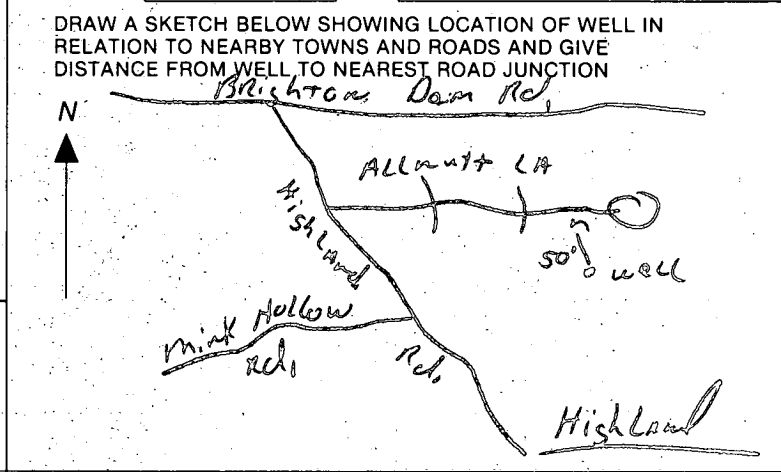 DRAW A SKETCH BELOW SHOWING LOCATION OF WELL IN
RELATION TO NEARBY TOWNS AND ROADS AND GIVE
DISTANCE FROM WELL TO NEAREST ROAD JUNCTION
Brighton Dam Rd.
N
ALLnutt LA
Highland
50'
well
Mink Hollow
Rd.
Rd.
Highland